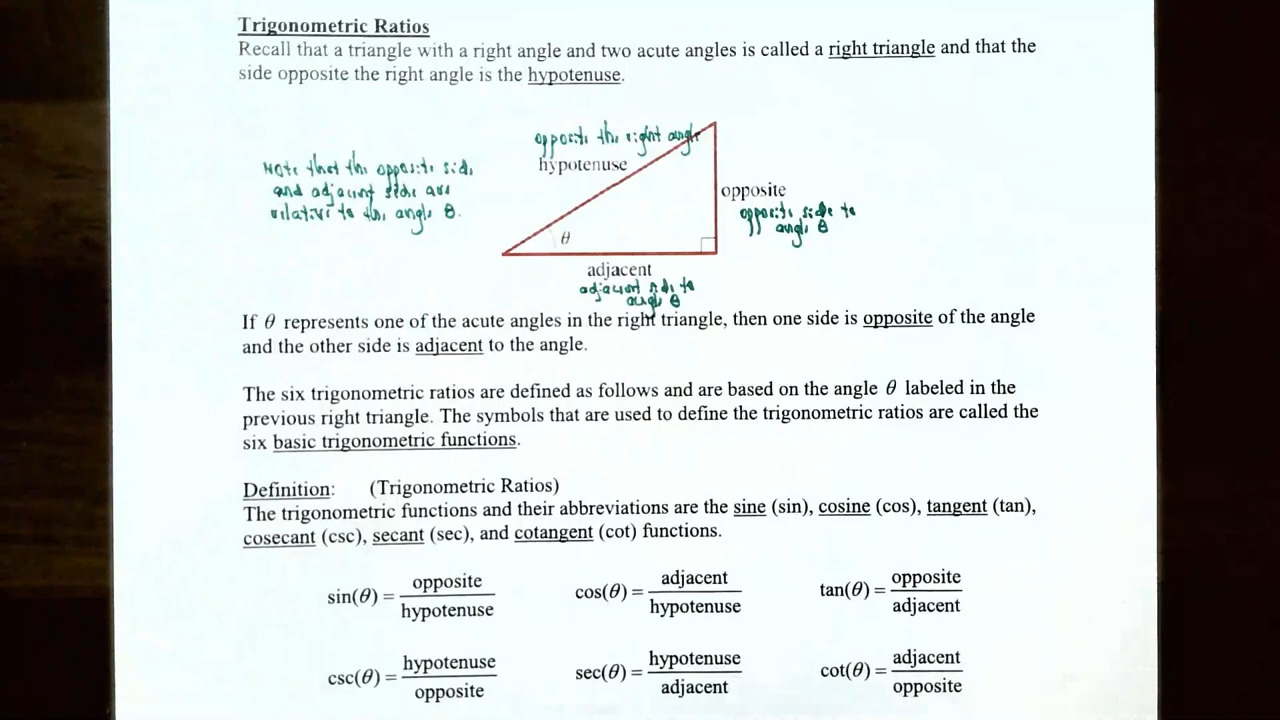 Trigonometric Ratios
Recall that a triangle with a right angle and two acute angles is called a right triangle and that the
side opposite the right angle is the hypotenuse.
opposite the right angle
hypotenuse
Note that the opposite side
and adjacent side are
relative to the angle θ.
opposite
opposite side to
angle θ
θ
adjacent
adjacent side to
angle θ
If θ represents one of the acute angles in the right triangle, then one side is opposite of the angle
and the other side is adjacent to the angle.
The six trigonometric ratios are defined as follows and are based on the angle θ labeled in the
previous right triangle. The symbols that are used to define the trigonometric ratios are called the
six basic trigonometric functions.
Definition: (Trigonometric Ratios)
The trigonometric functions and their abbreviations are the sine (sin), cosine (cos), tangent (tan),
cosecant (csc), secant (sec), and cotangent (cot) functions.
sin(θ) = opposite / hypotenuse cos(θ) = adjacent / hypotenuse tan(θ) = opposite / adjacent
csc(θ) = hypotenuse / opposite sec(θ) = hypotenuse / adjacent cot(θ) = adjacent / opposite